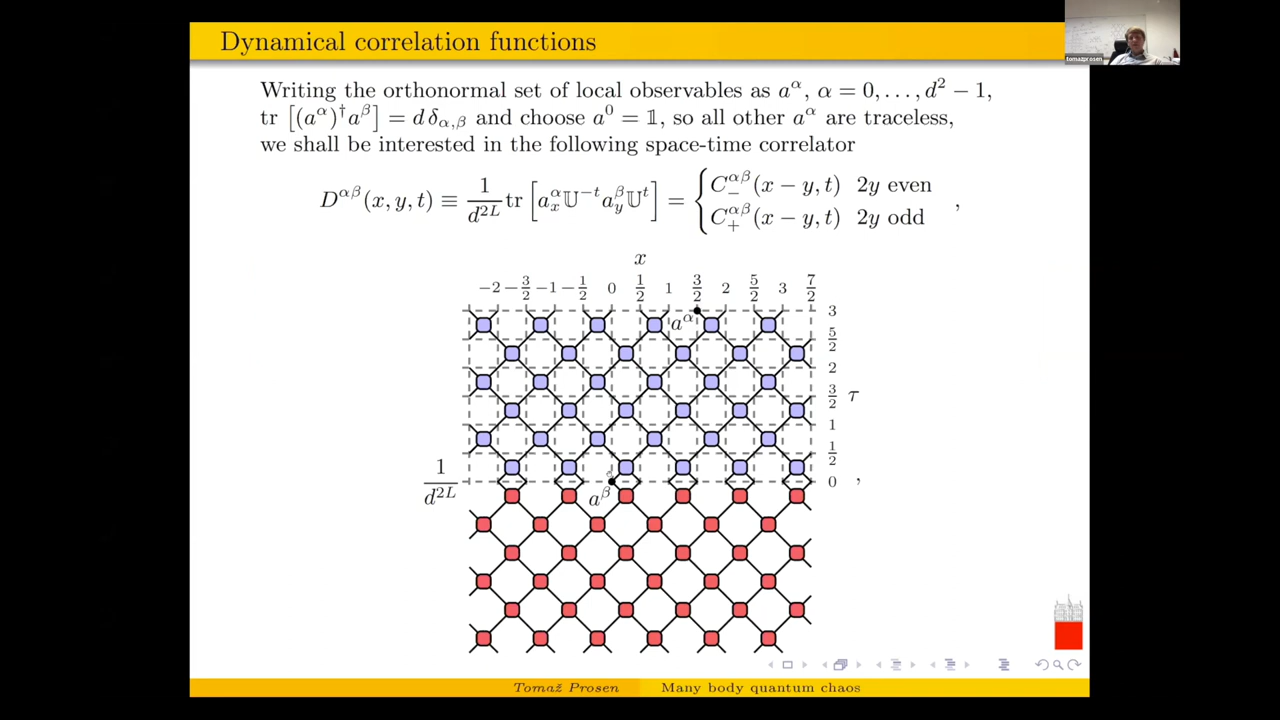 Dynamical correlation functions
tomazprosen
Writing the orthonormal set of local observables as a^α, α = 0, . . . , d² − 1,
tr [(a^α)†a^β] = d δ_{α,β} and choose a⁰ = 𝟙, so all other a^α are traceless,
we shall be interested in the following space-time correlator
D^{αβ}(x, y, t) ≡ 1/d^{2L} tr [a_x^α 𝕌^{−t} a_y^β 𝕌^t] = { C_−^{αβ}(x − y, t) 2y even
C_+^{αβ}(x − y, t) 2y odd ,
x
−2 −3/2 −1 −1/2 0 1/2 1 3/2 2 5/2 3 7/2
a^α
3
5/2
2
3/2 τ
1
1/2
1/d^{2L} 0 ,
a^β
Tomaž Prosen Many body quantum chaos